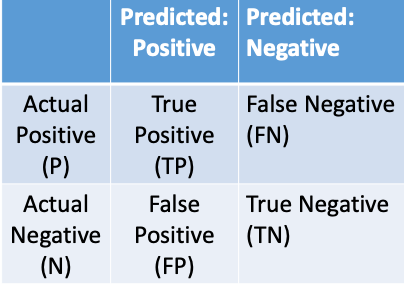 Predicted:
Positive
Predicted:
Negative
Actual
Positive
(P)
True
Positive
(TP)
False Negative
(FN)
Actual
Negative
(N)
False
Positive
(FP)
True Negative
(TN)